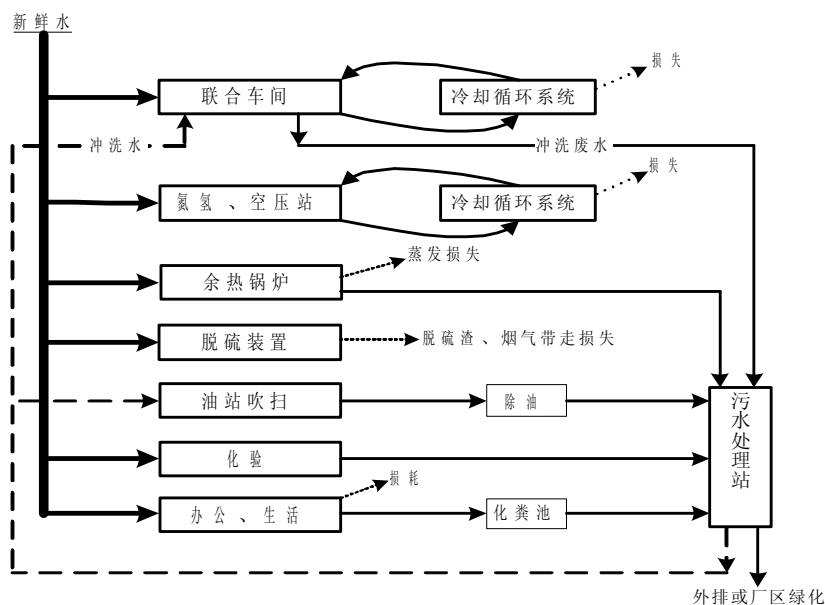 新鲜水
联合车间
冷却循环系统
损失
冲洗水
冲洗废水
氮氢、空压站
冷却循环系统
损失
余热锅炉
蒸发损失
脱硫装置
脱硫渣、烟气带走损失
油站吹扫
除油
污水处理站
化验
办公、生活
损耗
化粪池
外排或厂区绿化